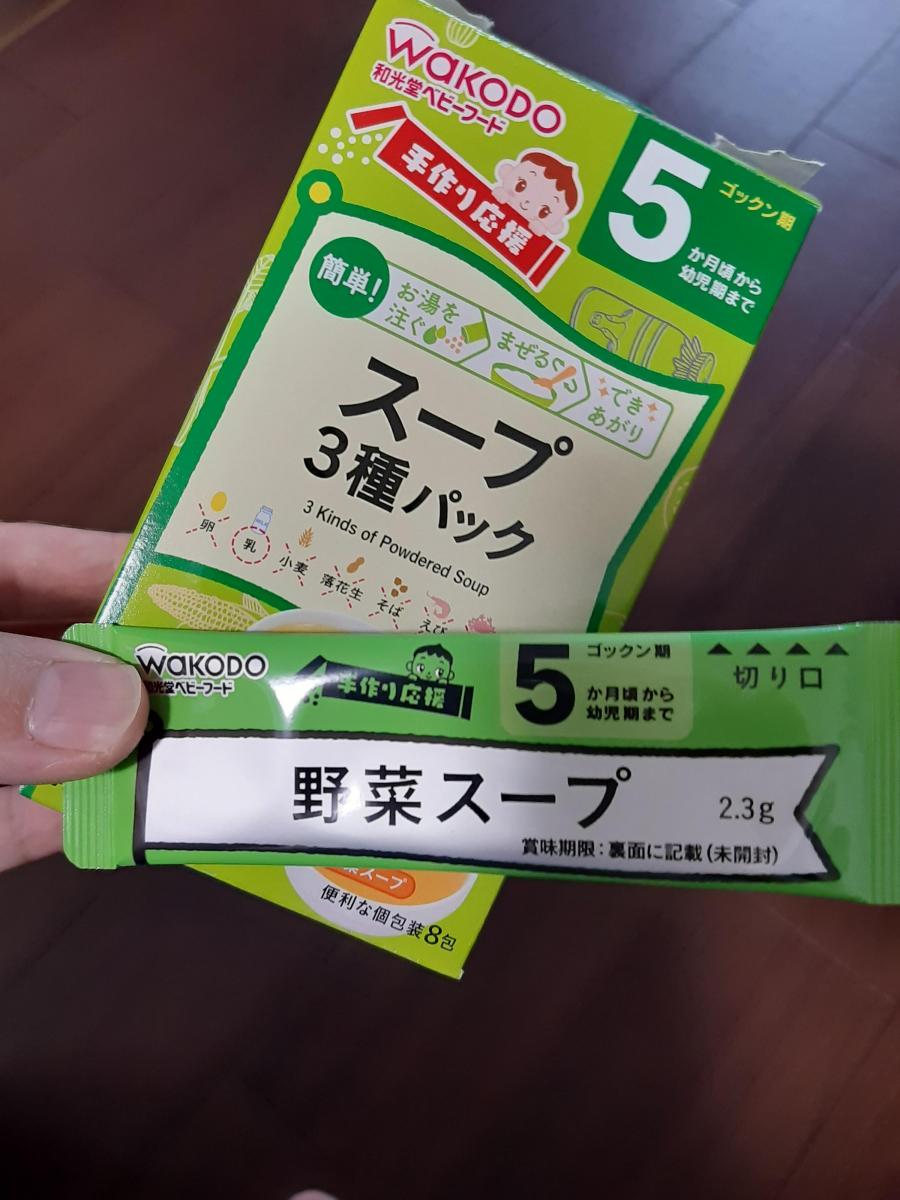 WAKODO
和光堂ベビーフード
手作り応援
5
ゴックン期
か月頃から
幼児期まで
簡単!
お湯を
注ぐ
まぜる
でき
あがり
スープ
3種パック
3 Kinds of Powdered Soup
卵
乳
小麦
落花生
そば
えび
WAKODO
和光堂ベビーフード
手作り応援
5
ゴックン期
か月頃から
幼児期まで
切り口
野菜スープ
2.3g
賞味期限:裏面に記載(未開封)
スープ
便利な個包装8包